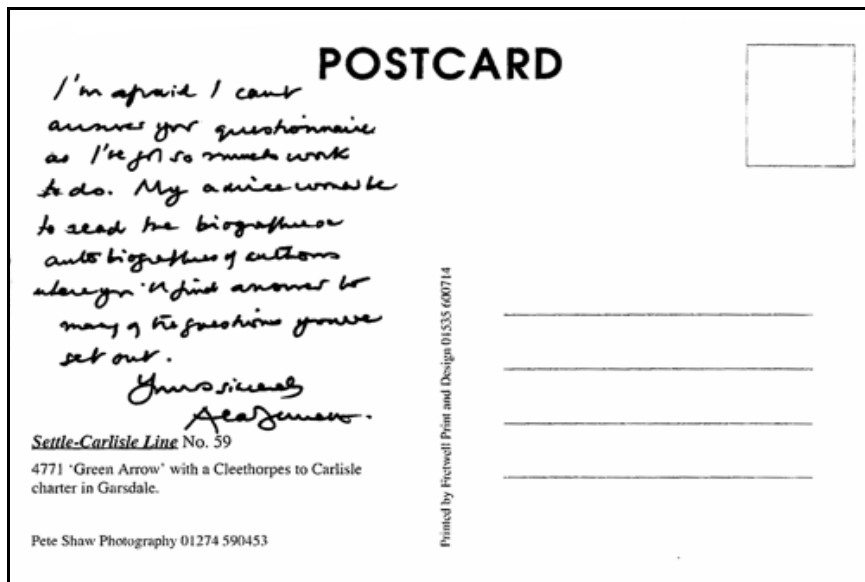 POSTCARD
I'm afraid I can't
answer your questionnaire
as I've got so much work
to do. My advice would be
to read the biographies or
autobiographies of authors
where you'll find answers to
many of the questions you've
set out.
Yours sincerely
Alan Bennett.
Settle-Carlisle Line No. 59
4771 'Green Arrow' with a Cleethorpes to Carlisle
charter in Garsdale.
Pete Shaw Photography 01274 590453
Printed by Fretwell Print and Design 01535 600714